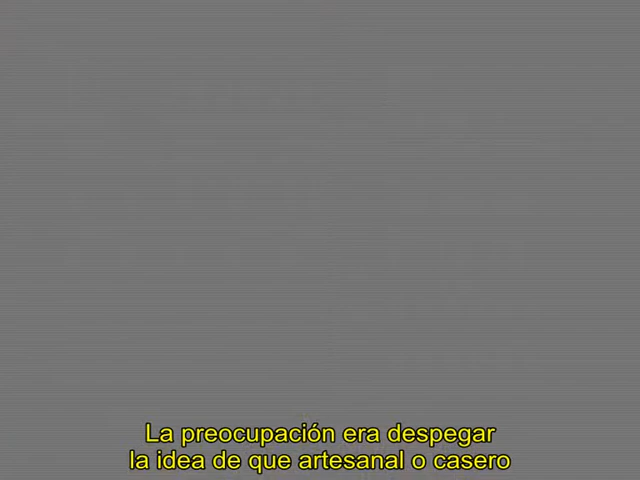 La preocupación era despegar
la idea de que artesanal o casero